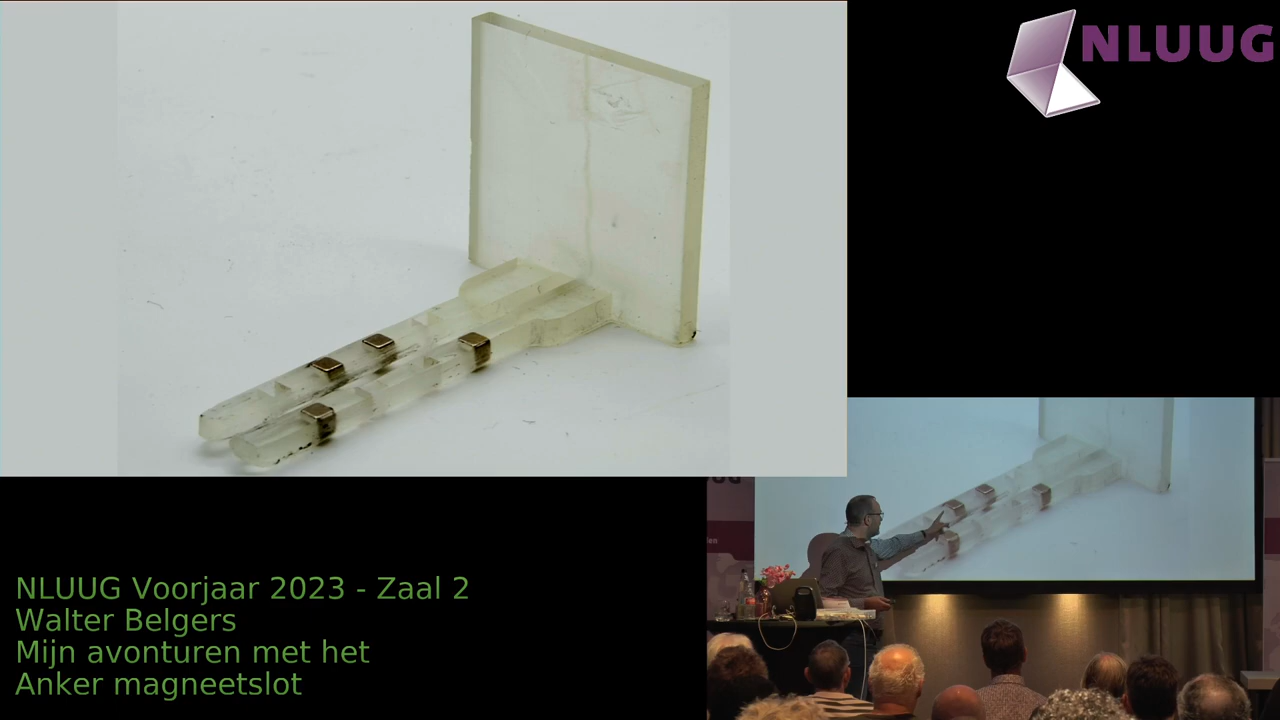 NLUUG
NLUUG Voorjaar 2023 - Zaal 2
Walter Belgers
Mijn avonturen met het
Anker magneetslot